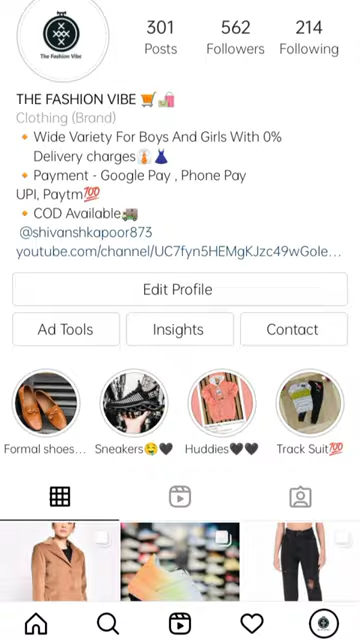 The Fashion Vibe
301 562 214
Posts Followers Following
THE FASHION VIBE 🛒🛍️
Clothing (Brand)
🔸Wide Variety For Boys And Girls With 0%
Delivery charges👗
🔸Payment - Google Pay , Phone Pay
UPI, Paytm💯
🔸COD Available🚚
@shivanshkapoor873
youtube.com/channel/UC7fyn5HEMgKJzc49wGole...
Edit Profile
Ad Tools Insights Contact
Formal shoes... Sneakers🤤🖤 Huddies🖤🖤 Track Suit💯